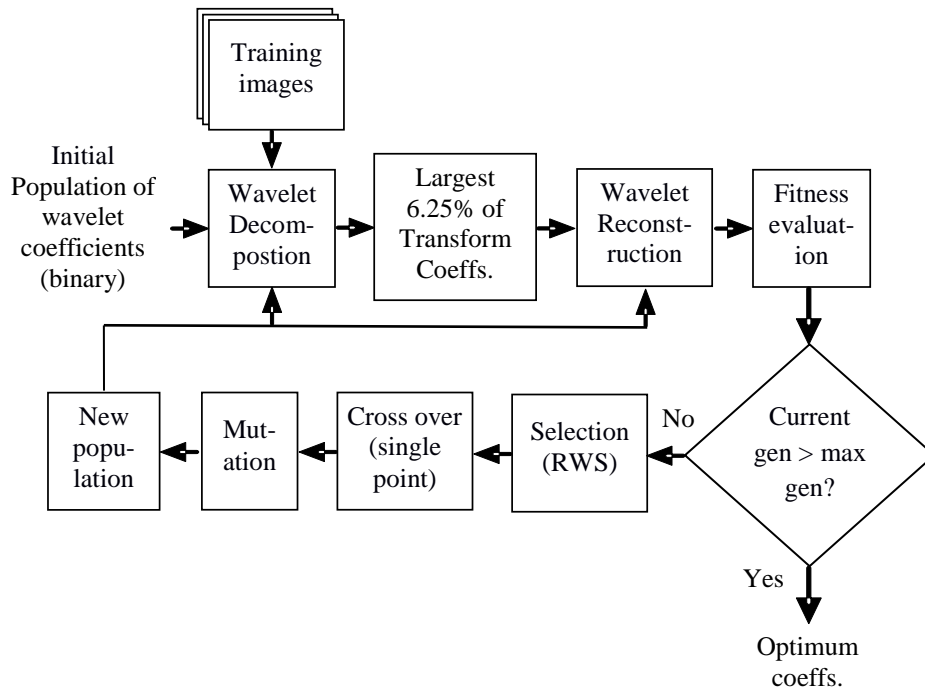 Training
images
Initial
Population of
wavelet
coefficients
(binary)
Wavelet
Decom-
postion
Largest
6.25% of
Transform
Coeffs.
Wavelet
Reconst-
ruction
Fitness
evaluat-
ion
New
popu-
lation
Mut-
ation
Cross over
(single
point)
Selection
(RWS)
No
Current
gen > max
gen?
Yes
Optimum
coeffs.